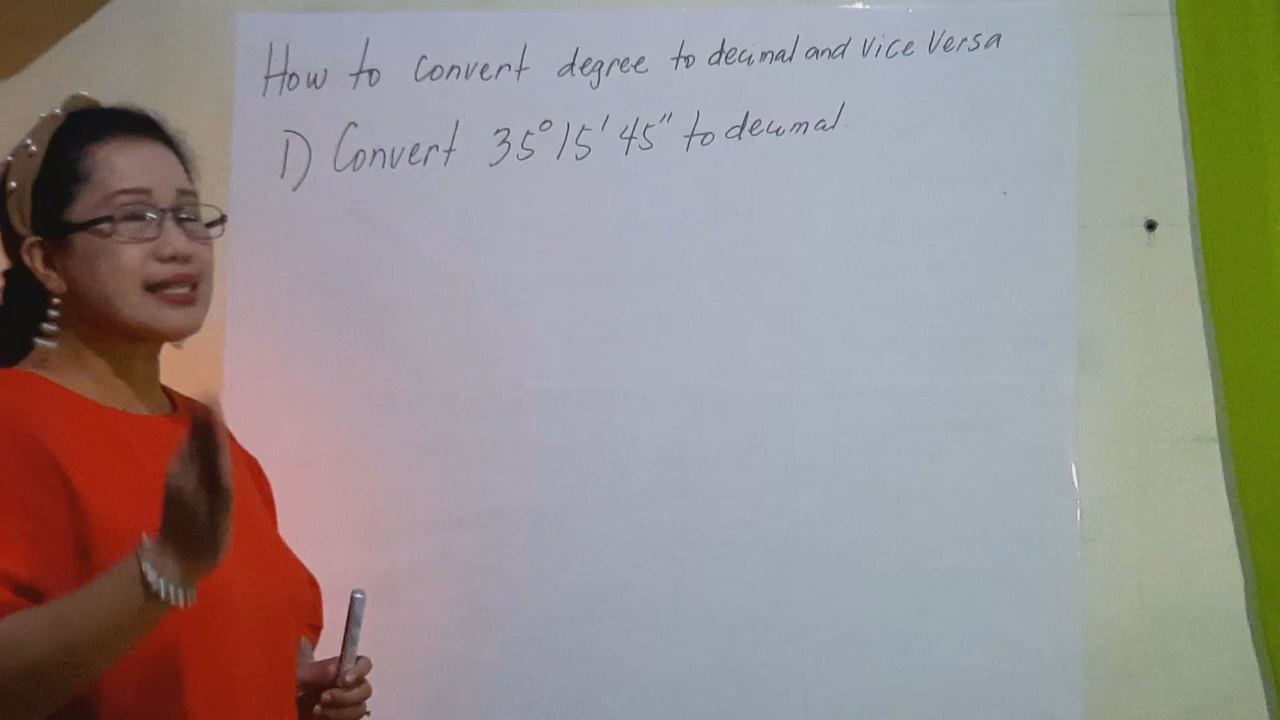 How to convert degree to decimal and Vice Versa
1) Convert 35°15'45" to decimal